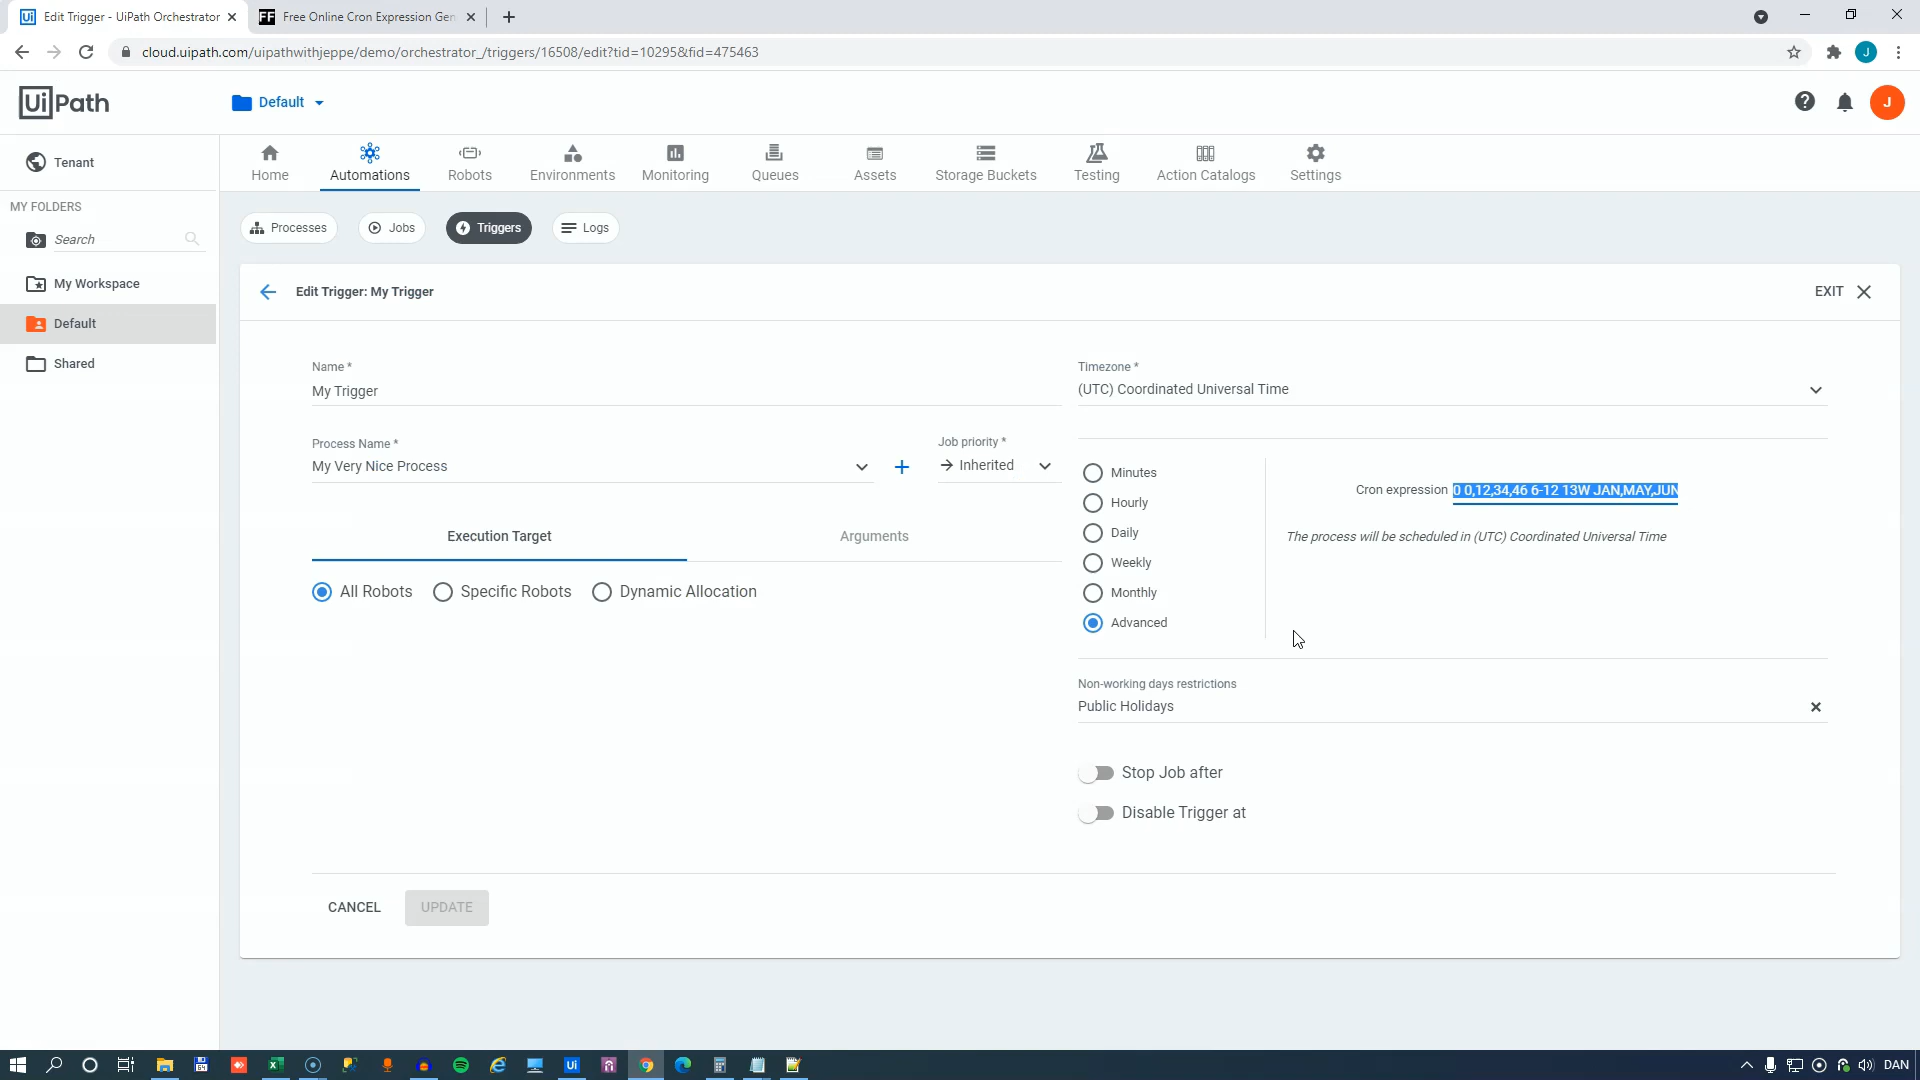 Edit Trigger - UiPath Orchestrator
Free Online Cron Expression Gen
cloud.uipath.com/uipathwithjeppe/demo/orchestrator_/triggers/16508/edit?tid=10295&fid=475463
J
UiPath
Default
J
Tenant
Home
Automations
Robots
Environments
Monitoring
Queues
Assets
Storage Buckets
Testing
Action Catalogs
Settings
MY FOLDERS
Search
My Workspace
Default
Shared
Processes
Jobs
Triggers
Logs
Edit Trigger: My Trigger
EXIT
Name *
My Trigger
Process Name *
My Very Nice Process
Job priority *
Inherited
Execution Target
Arguments
All Robots
Specific Robots
Dynamic Allocation
Timezone *
(UTC) Coordinated Universal Time
Minutes
Hourly
Daily
Weekly
Monthly
Advanced
Cron expression 0 0,12,34,46 6-12 13W JAN,MAY,JUN
The process will be scheduled in (UTC) Coordinated Universal Time
Non-working days restrictions
Public Holidays
Stop Job after
Disable Trigger at
CANCEL
UPDATE
DAN